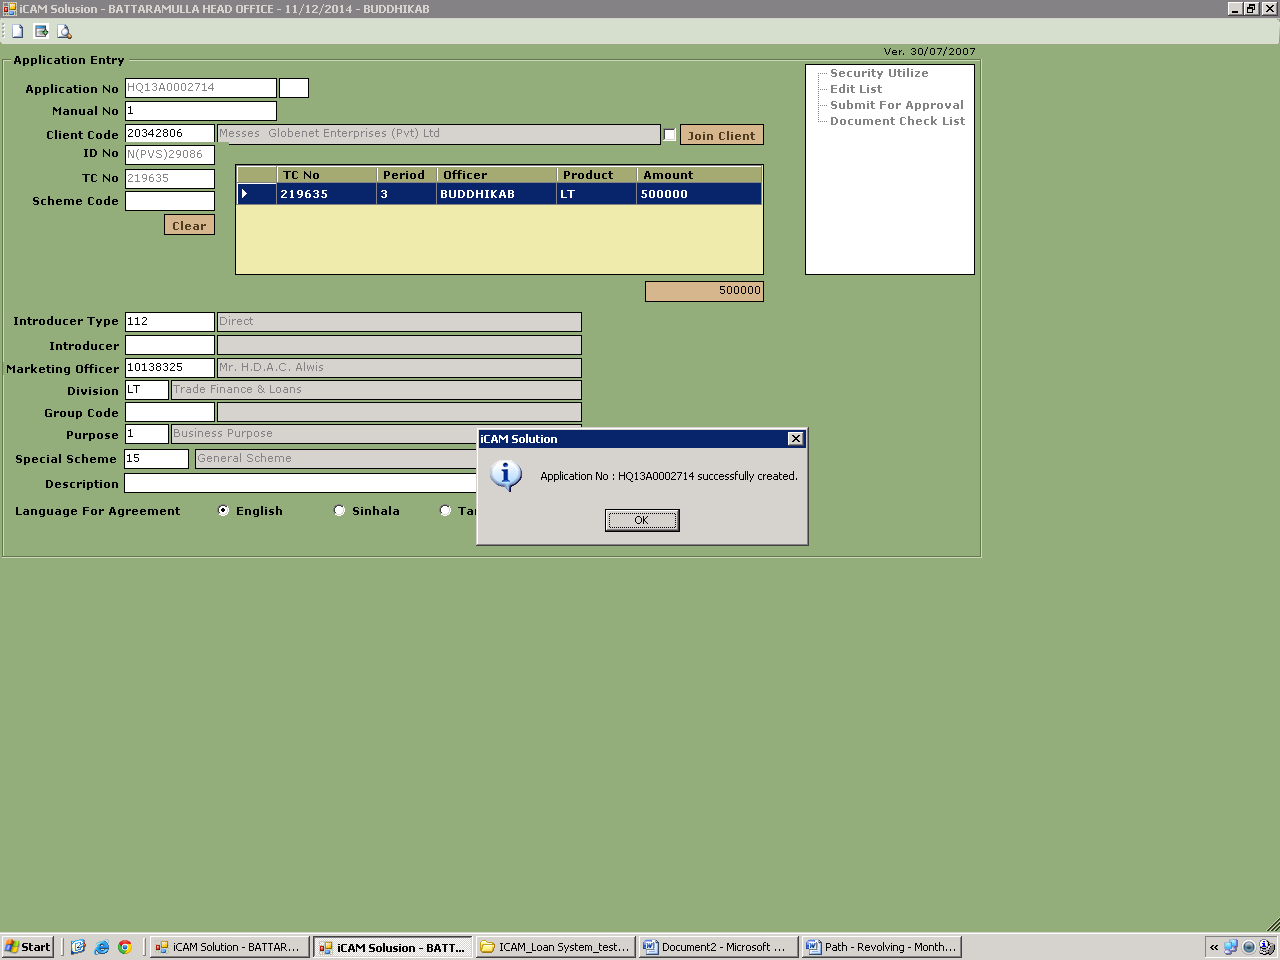 iCAM Solusion - BATTARAMULLA HEAD OFFICE - 11/12/2014 - BUDDHIKAB
Ver. 30/07/2007
Application Entry
Application No HQ13A0002714
Manual No 1
Client Code 20342806 Messes Globenet Enterprises (Pvt) Ltd Join Client
ID No N(PVS)29086
TC No 219635
Scheme Code
Clear
TC No Period Officer Product Amount
219635 3 BUDDHIKAB LT 500000
500000
Security Utilize
Edit List
Submit For Approval
Document Check List
Introducer Type 112 Direct
Introducer
Marketing Officer 10138325 Mr. H.D.A.C. Alwis
Division LT Trade Finance & Loans
Group Code
Purpose 1 Business Purpose
Special Scheme 15 General Scheme
Description
Language For Agreement English Sinhala
iCAM Solution
Application No : HQ13A0002714 successfully created.
OK
Start iCAM Solution - BATTAR... iCAM Solusion - BATT... ICAM_Loan System_test... Document2 - Microsoft ... Path - Revolving - Month... «